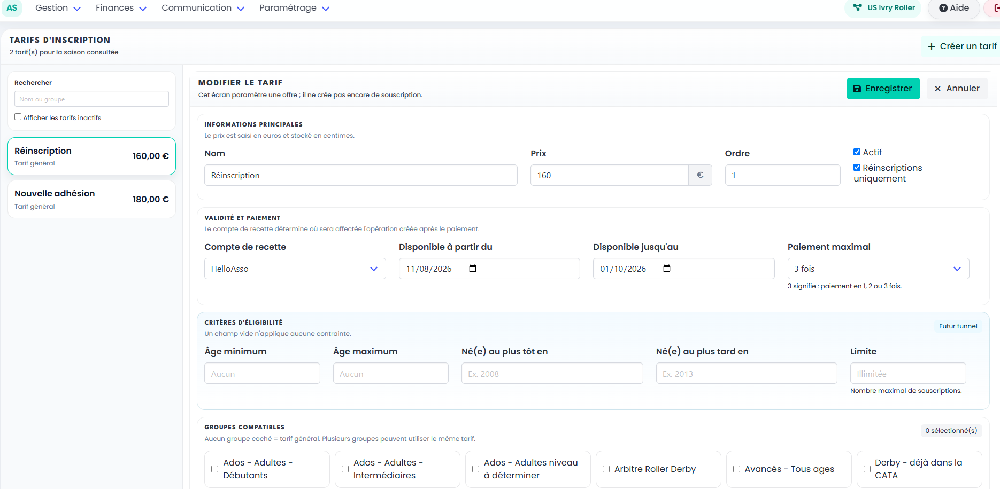 AS
Gestion
Finances
Communication
Paramétrage
US Ivry Roller
Aide
TARIFS D'INSCRIPTION
2 tarif(s) pour la saison consultée
Créer un tarif
Rechercher
Nom ou groupe
Afficher les tarifs inactifs
Réinscription
Tarif général
160,00 €
Nouvelle adhésion
Tarif général
180,00 €
MODIFIER LE TARIF
Cet écran paramètre une offre ; il ne crée pas encore de souscription.
Enregistrer
Annuler
INFORMATIONS PRINCIPALES
Le prix est saisi en euros et stocké en centimes.
Nom
Réinscription
Prix
160 €
Ordre
1
Actif
Réinscriptions
uniquement
VALIDITÉ ET PAIEMENT
Le compte de recette détermine où sera affectée l'opération créée après le paiement.
Compte de recette
HelloAsso
Disponible à partir du
11/08/2026
Disponible jusqu'au
01/10/2026
Paiement maximal
3 fois
3 signifie : paiement en 1, 2 ou 3 fois.
CRITÈRES D'ÉLIGIBILITÉ
Un champ vide n'applique aucune contrainte.
Futur tunnel
Âge minimum
Aucun
Âge maximum
Aucun
Né(e) au plus tôt en
Ex. 2008
Né(e) au plus tard en
Ex. 2013
Limite
Illimitée
Nombre maximal de souscriptions.
GROUPES COMPATIBLES
Aucun groupe coché = tarif général. Plusieurs groupes peuvent utiliser le même tarif.
0 sélectionné(s)
Ados - Adultes -
Débutants
Ados - Adultes -
Intermédiaires
Ados - Adultes niveau
à déterminer
Arbitre Roller Derby
Avancés - Tous ages
Derby - déjà dans la
CATA